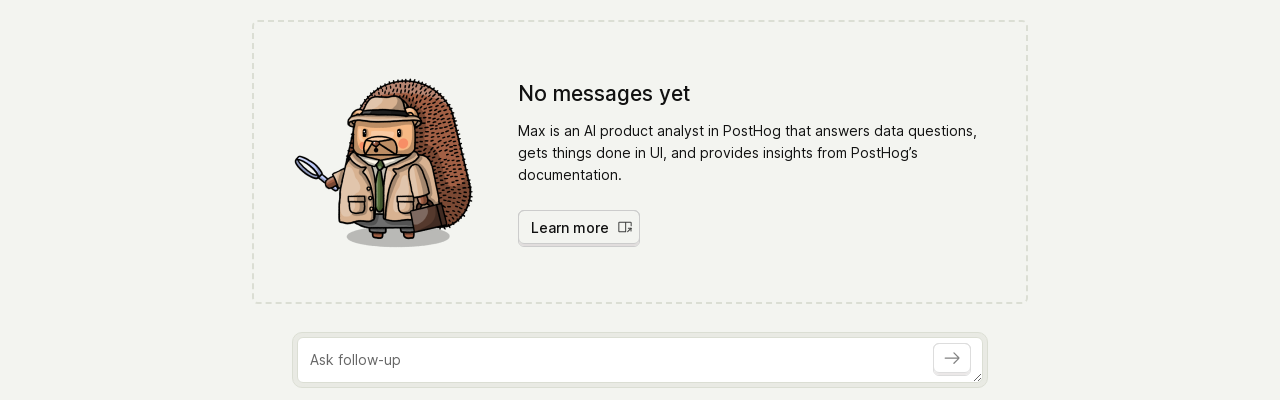 No messages yet
Max is an AI product analyst in PostHog that answers data questions,
gets things done in UI, and provides insights from PostHog’s
documentation.
Learn more
Ask follow-up